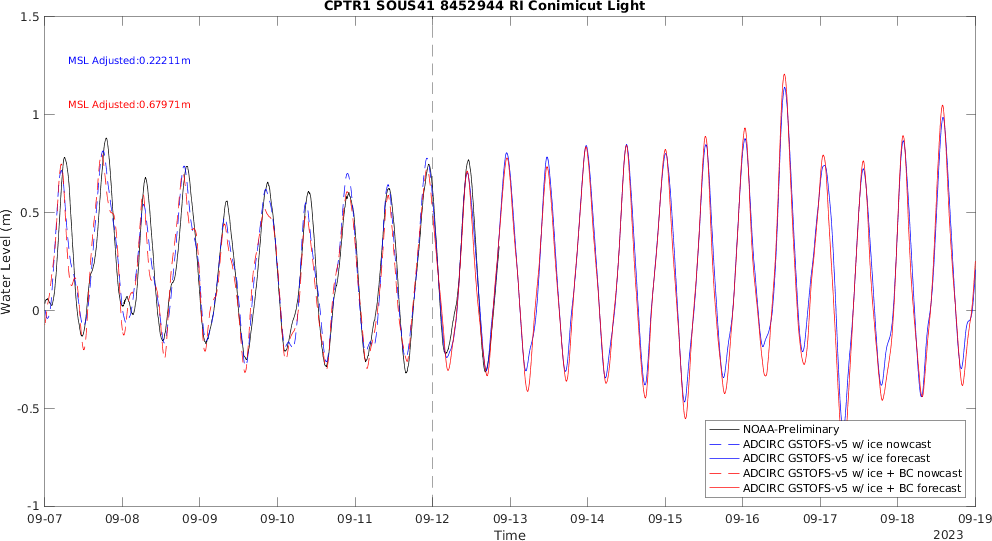 CPTR1 SOUS41 8452944 RI Conimicut Light
1.5
MSL Adjusted:0.22211m
MSL Adjusted:0.67971m
1
0.5
0
-0.5
-1
Water Level (m)
NOAA-Preliminary
ADCIRC GSTOFS-v5 w/ ice nowcast
ADCIRC GSTOFS-v5 w/ ice forecast
ADCIRC GSTOFS-v5 w/ ice + BC nowcast
ADCIRC GSTOFS-v5 w/ ice + BC forecast
09-07 09-08 09-09 09-10 09-11 09-12 09-13 09-14 09-15 09-16 09-17 09-18 09-19
Time
2023